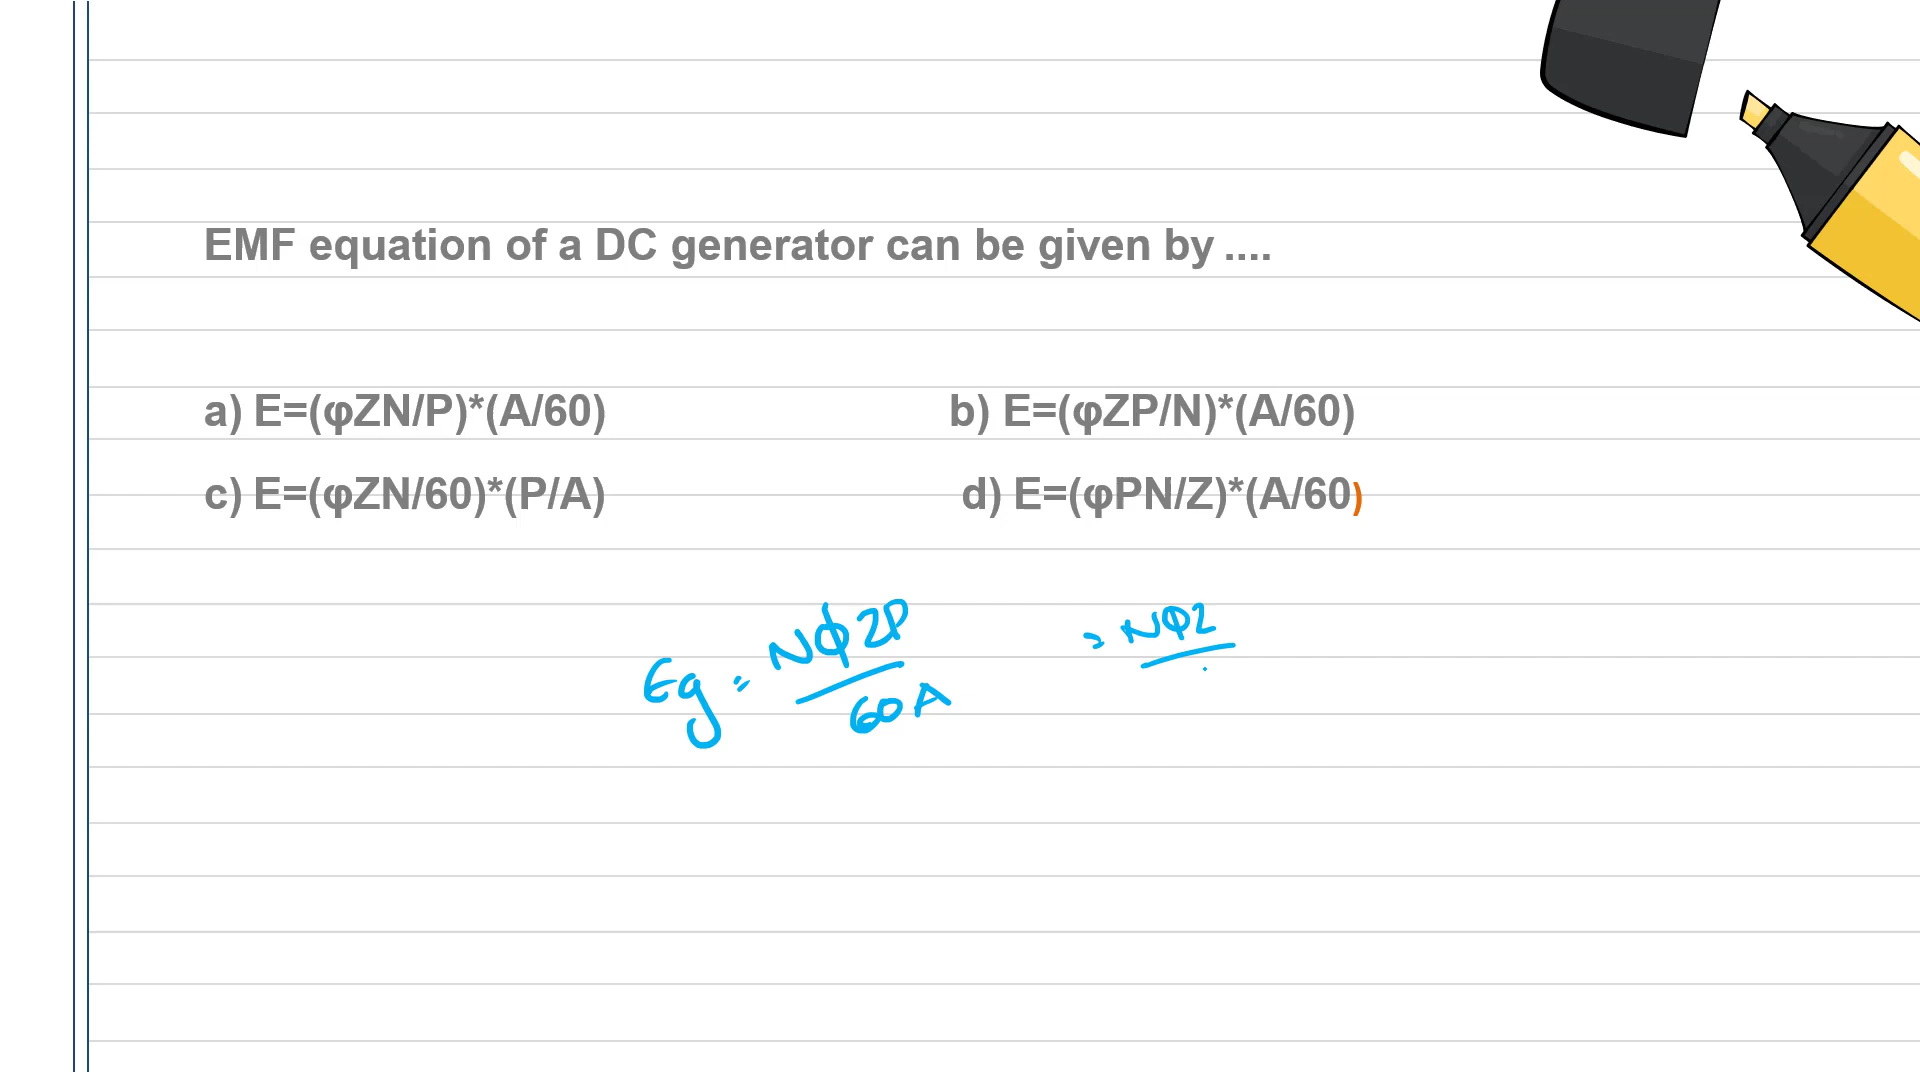 EMF equation of a DC generator can be given by ....
a) E=(φZN/P)*(A/60) b) E=(φZP/N)*(A/60)
c) E=(φZN/60)*(P/A) d) E=(φPN/Z)*(A/60)
Eg = NϕZP/60A = NϕZ/